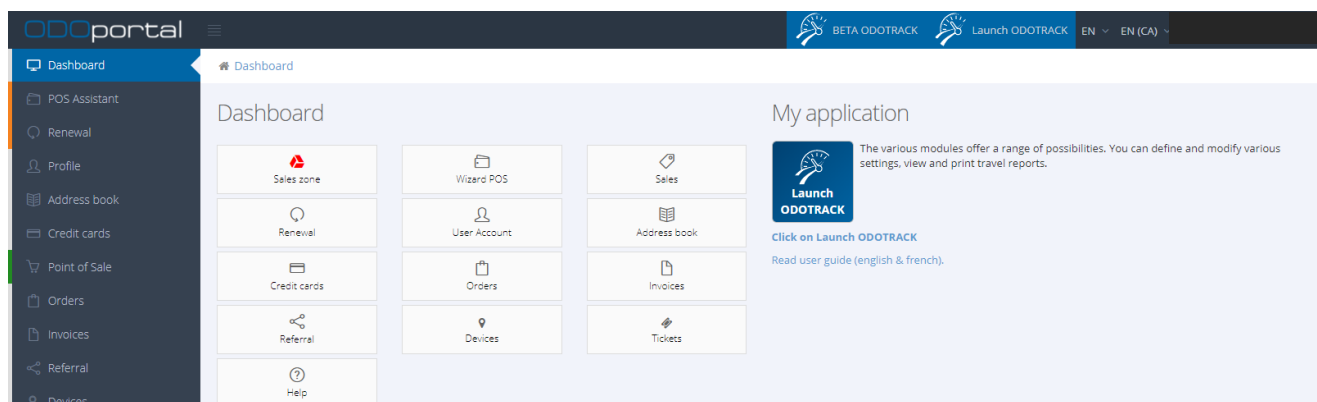 ODOportal
BETA ODOTRACK
Launch ODOTRACK
EN
EN (CA)
Dashboard
POS Assistant
Renewal
Profile
Address book
Credit cards
Point of Sale
Orders
Invoices
Referral
Devices
Dashboard
Dashboard
Sales zone
Wizard POS
Sales
Renewal
User Account
Address book
Credit cards
Orders
Invoices
Referral
Devices
Tickets
Help
My application
Launch
ODOTRACK
The various modules offer a range of possibilities. You can define and modify various
settings, view and print travel reports.
Click on Launch ODOTRACK
Read user guide (english & french).